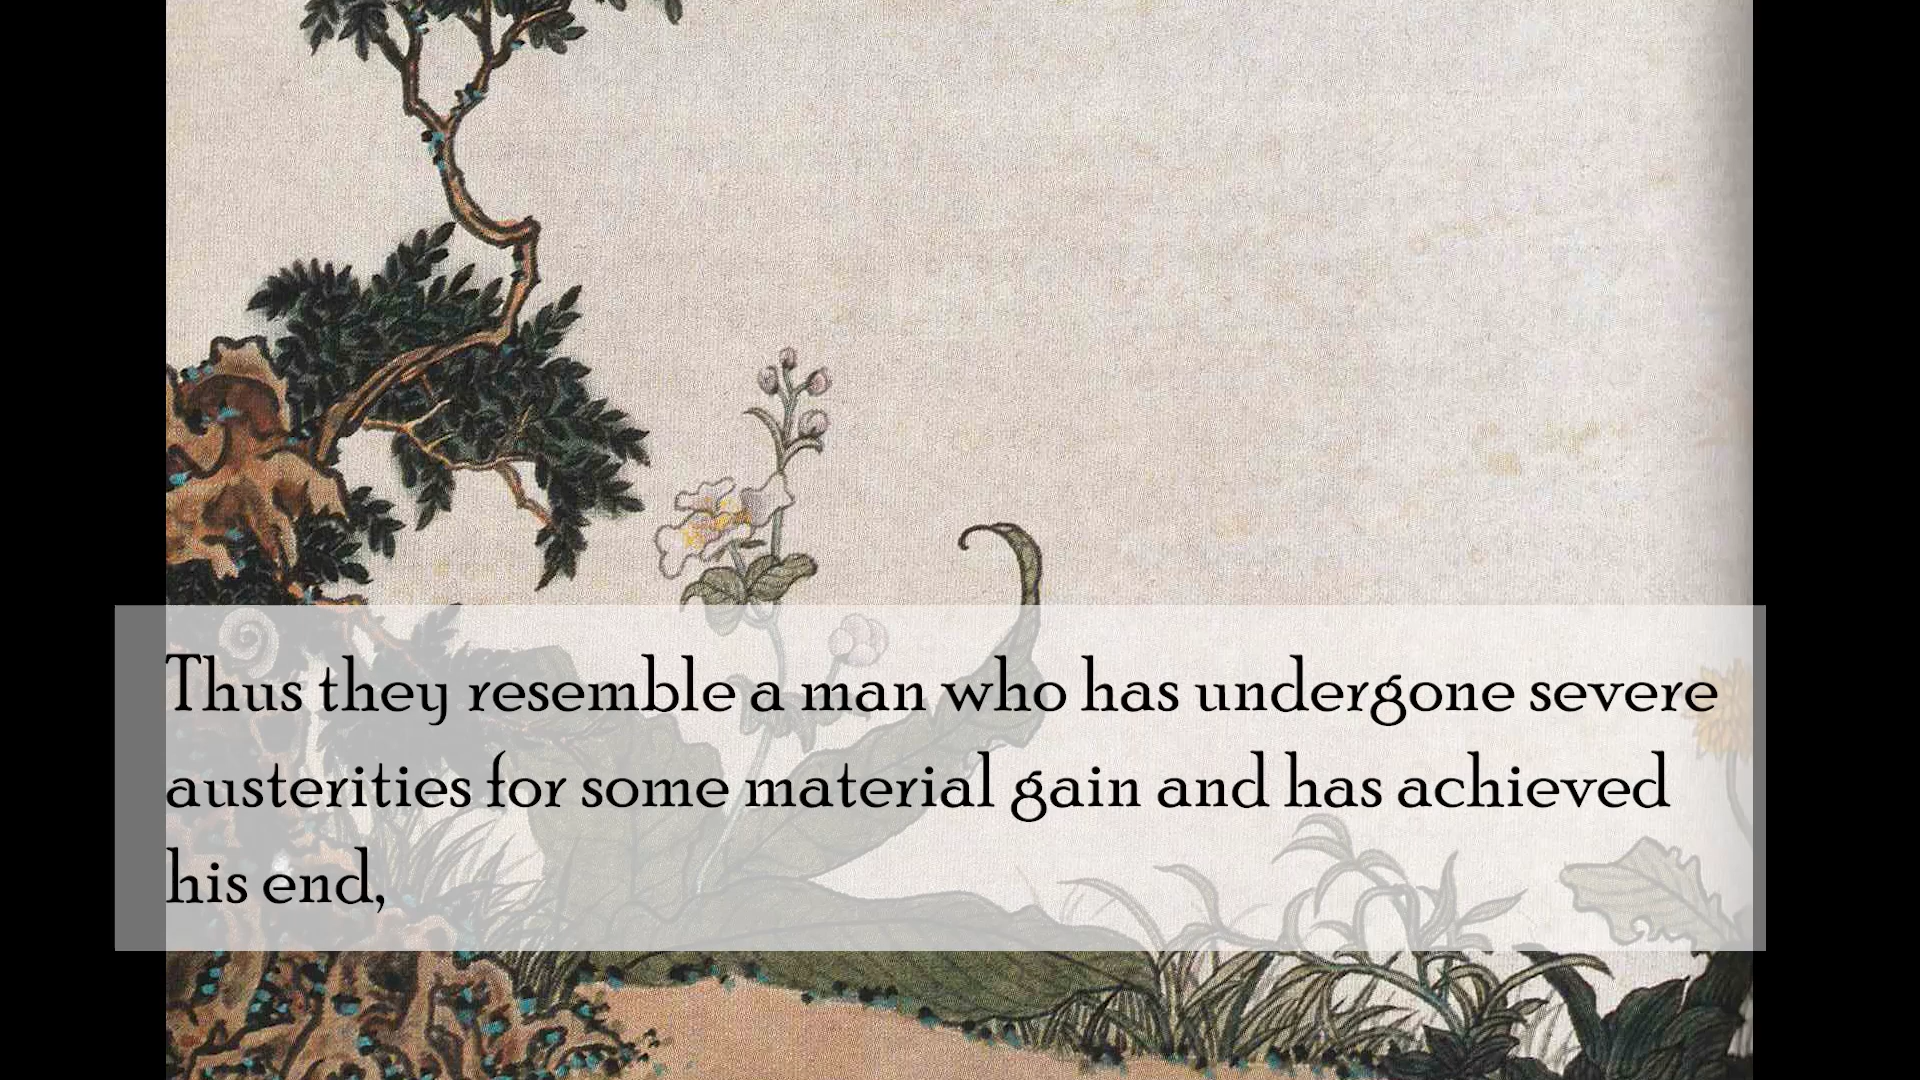 Thus they resemble a man who has undergone severe
austerities for some material gain and has achieved
his end,